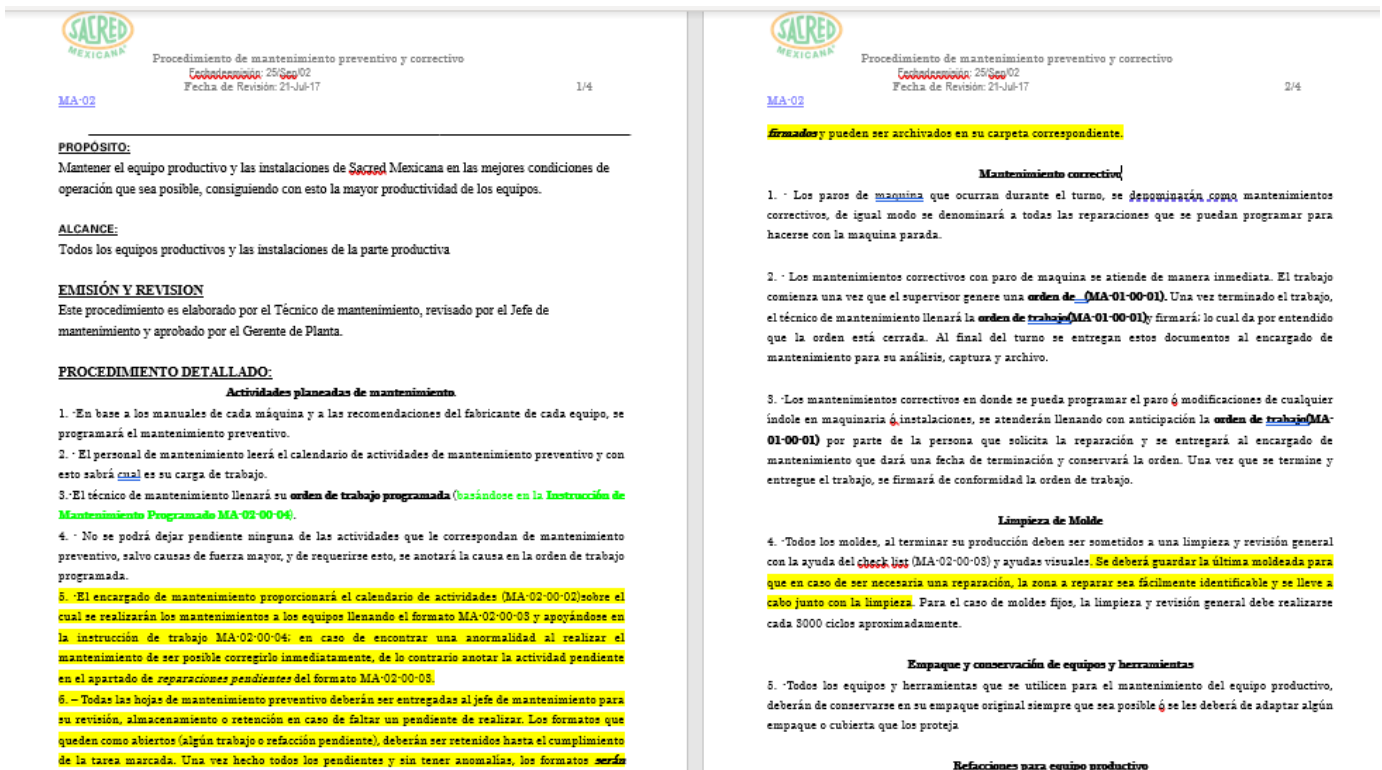 SACRED
MEXICANA
Procedimiento de mantenimiento preventivo y correctivo
Fechadeemisión: 25/Sep/02
Fecha de Revisión: 21-Jul-17 1/4
MA-02
PROPÓSITO:
Mantener el equipo productivo y las instalaciones de Sacred Mexicana en las mejores condiciones de
operación que sea posible, consiguiendo con esto la mayor productividad de los equipos.
ALCANCE:
Todos los equipos productivos y las instalaciones de la parte productiva
EMISIÓN Y REVISION
Este procedimiento es elaborado por el Técnico de mantenimiento, revisado por el Jefe de
mantenimiento y aprobado por el Gerente de Planta.
PROCEDIMIENTO DETALLADO:
Actividades planeadas de mantenimiento.
1. -En base a los manuales de cada máquina y a las recomendaciones del fabricante de cada equipo, se
programará el mantenimiento preventivo.
2. - El personal de mantenimiento leerá el calendario de actividades de mantenimiento preventivo y con
esto sabrá cual es su carga de trabajo.
3.-El técnico de mantenimiento llenará su orden de trabajo programada (basándose en la Instrucción de
Mantenimiento Programado MA-02-00-04).
4. - No se podrá dejar pendiente ninguna de las actividades que le correspondan de mantenimiento
preventivo, salvo causas de fuerza mayor, y de requerirse esto, se anotará la causa en la orden de trabajo
programada.
5. -El encargado de mantenimiento proporcionará el calendario de actividades (MA-02-00-02)sobre el
cual se realizarán los mantenimientos a los equipos llenando el formato MA-02-00-03 y apoyándose en
la instrucción de trabajo MA-02-00-04; en caso de encontrar una anormalidad al realizar el
mantenimiento de ser posible corregirlo inmediatamente, de lo contrario anotar la actividad pendiente
en el apartado de reparaciones pendientes del formato MA-02-00-03.
6. – Todas las hojas de mantenimiento preventivo deberán ser entregadas al jefe de mantenimiento para
su revisión, almacenamiento o retención en caso de faltar un pendiente de realizar. Los formatos que
queden como abiertos (algún trabajo o refacción pendiente), deberán ser retenidos hasta el cumplimiento
de la tarea marcada. Una vez hecho todos los pendientes y sin tener anomalías, los formatos serán
SACRED
MEXICANA
Procedimiento de mantenimiento preventivo y correctivo
Fechadeemisión: 25/Sep/02
Fecha de Revisión: 21-Jul-17 2/4
MA-02
firmados y pueden ser archivados en su carpeta correspondiente.
Mantenimiento correctivo
1. - Los paros de maquina que ocurran durante el turno, se denominarán como mantenimientos
correctivos, de igual modo se denominará a todas las reparaciones que se puedan programar para
hacerse con la maquina parada.
2. - Los mantenimientos correctivos con paro de maquina se atiende de manera inmediata. El trabajo
comienza una vez que el supervisor genere una orden de (MA-01-00-01). Una vez terminado el trabajo,
el técnico de mantenimiento llenará la orden de trabajo(MA-01-00-01)y firmará; lo cual da por entendido
que la orden está cerrada. Al final del turno se entregan estos documentos al encargado de
mantenimiento para su análisis, captura y archivo.
3. -Los mantenimientos correctivos en donde se pueda programar el paro ó modificaciones de cualquier
índole en maquinaria ó instalaciones, se atenderán llenando con anticipación la orden de trabajo(MA-
01-00-01) por parte de la persona que solicita la reparación y se entregará al encargado de
mantenimiento que dará una fecha de terminación y conservará la orden. Una vez que se termine y
entregue el trabajo, se firmará de conformidad la orden de trabajo.
Limpieza de Molde
4. -Todos los moldes, al terminar su producción deben ser sometidos a una limpieza y revisión general
con la ayuda del check list (MA-02-00-03) y ayudas visuales. Se deberá guardar la última moldeada para
que en caso de ser necesaria una reparación, la zona a reparar sea fácilmente identificable y se lleve a
cabo junto con la limpieza. Para el caso de moldes fijos, la limpieza y revisión general debe realizarse
cada 3000 ciclos aproximadamente.
Empaque y conservación de equipos y herramientas
5. -Todos los equipos y herramientas que se utilicen para el mantenimiento del equipo productivo,
deberán de conservarse en su empaque original siempre que sea posible ó se les deberá de adaptar algún
empaque o cubierta que los proteja
Refacciones para equipo productivo